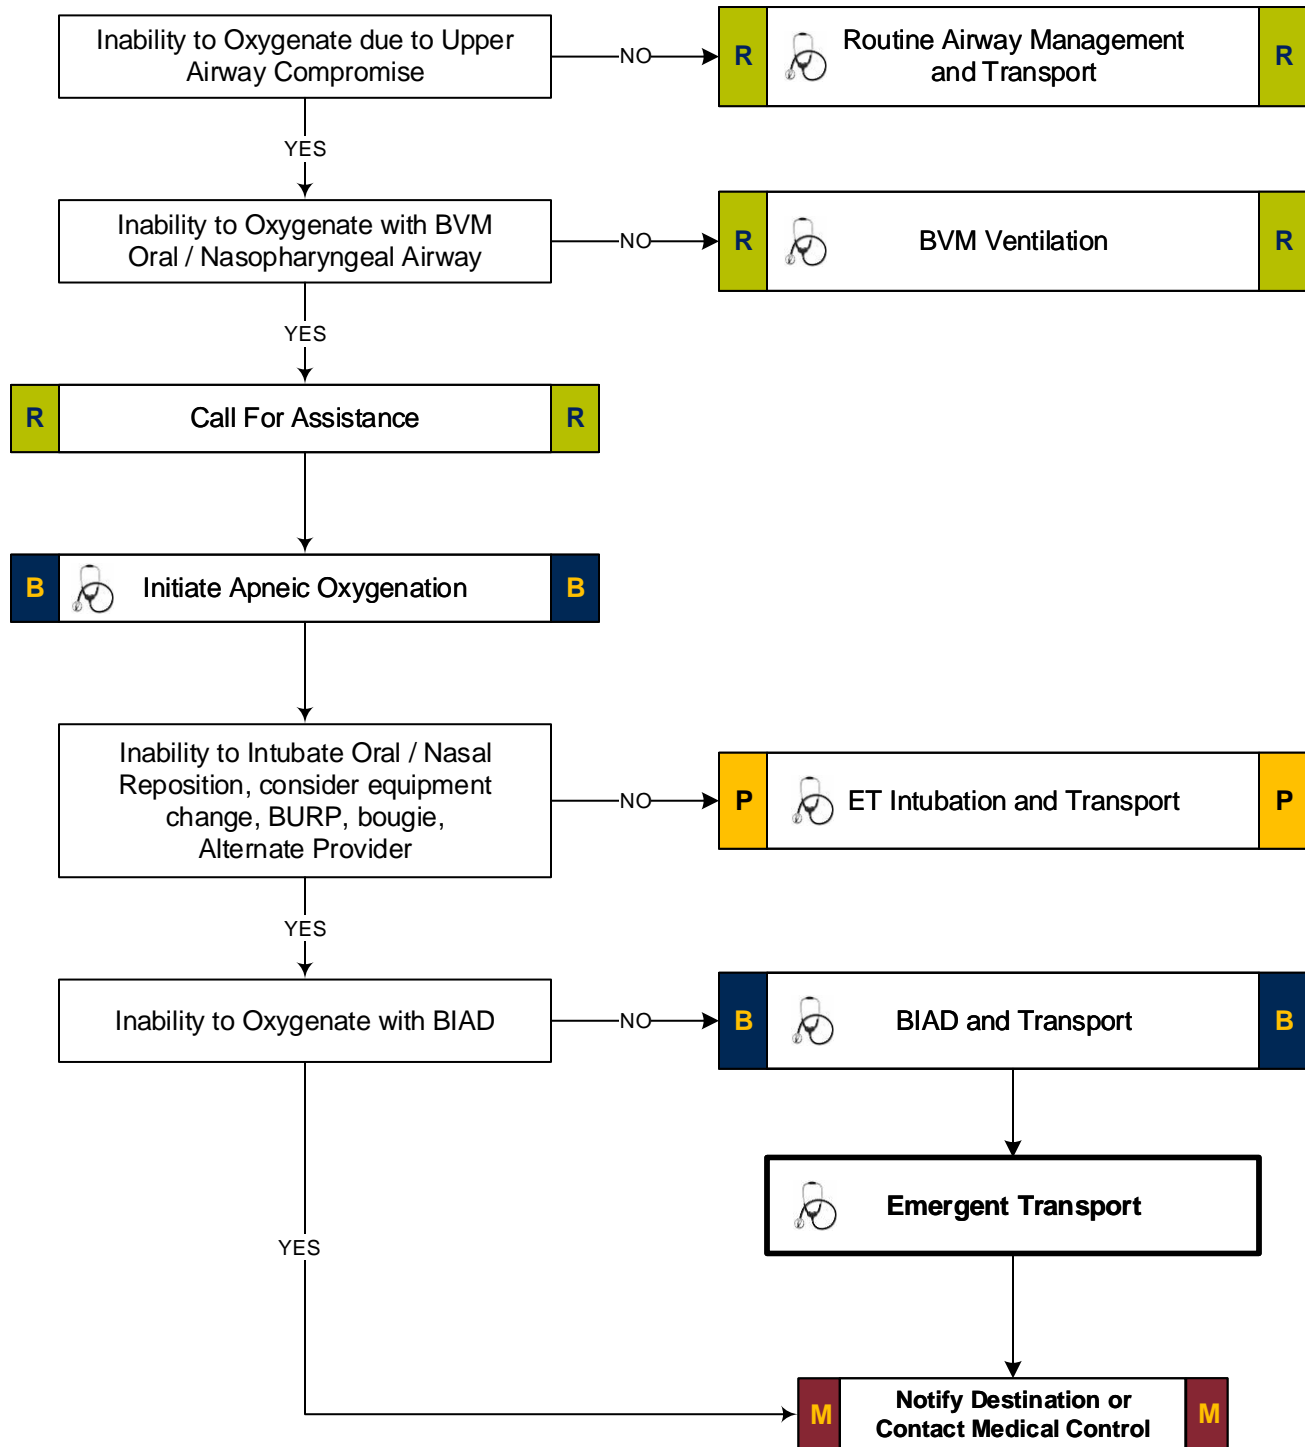 Inability to Oxygenate due to Upper
Airway Compromise
NO
R
Routine Airway Management
and Transport
R
YES
Inability to Oxygenate with BVM
Oral / Nasopharyngeal Airway
NO
R
BVM Ventilation
R
YES
R
Call For Assistance
R
B
Initiate Apneic Oxygenation
B
Inability to Intubate Oral / Nasal
Reposition, consider equipment
change, BURP, bougie,
Alternate Provider
NO
P
ET Intubation and Transport
P
YES
Inability to Oxygenate with BIAD
NO
B
BIAD and Transport
B
Emergent Transport
YES
M
Notify Destination or
Contact Medical Control
M